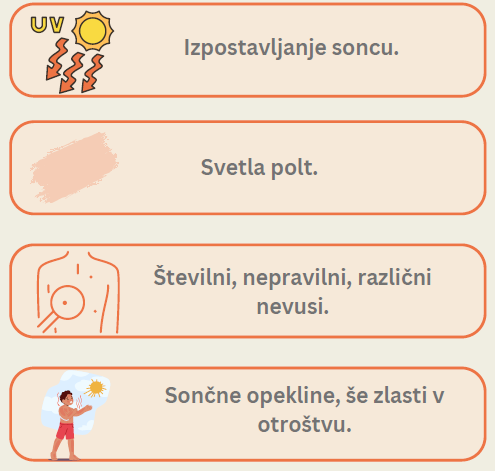 UV
Izpostavljanje soncu.
Svetla polt.
Številni, nepravilni, različni
nevusi.
Sončne opekline, še zlasti v
otroštvu.